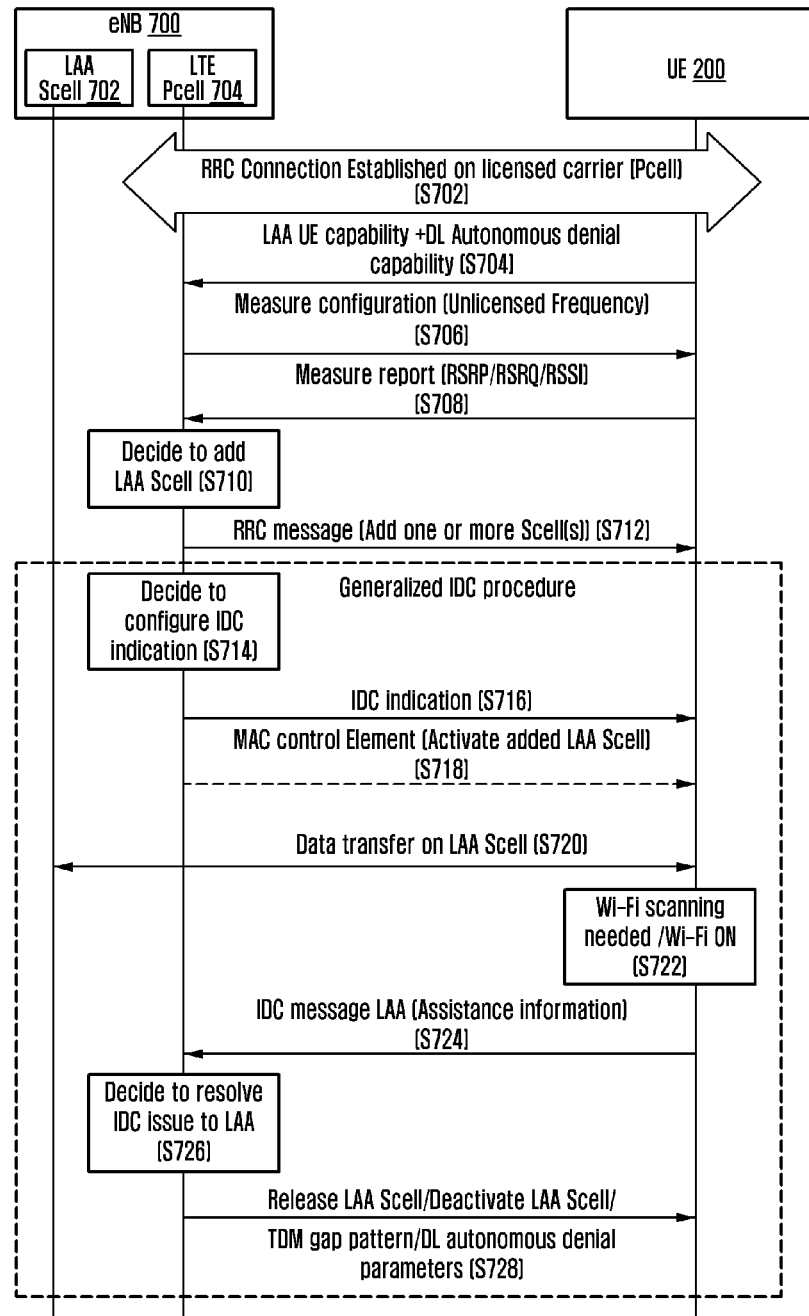 eNB 700
LAA
Scell 702
LTE
Pcell 704
UE 200
RRC Connection Established on licensed carrier (Pcell)
(S702)
LAA UE capability +DL Autonomous denial
capability (S704)
Measure configuration (Unlicensed Frequency)
(S706)
Measure report (RSRP/RSRQ/RSSI)
(S708)
Decide to add
LAA Scell (S710)
RRC message (Add one or more Scell(s)) (S712)
Generalized IDC procedure
Decide to
configure IDC
indication (S714)
IDC indication (S716)
MAC control Element (Activate added LAA Scell)
(S718)
Data transfer on LAA Scell (S720)
Wi-Fi scanning
needed /Wi-Fi ON
(S722)
IDC message LAA (Assistance information)
(S724)
Decide to resolve
IDC issue to LAA
(S726)
Release LAA Scell/Deactivate LAA Scell/
TDM gap pattern/DL autonomous denial
parameters (S728)